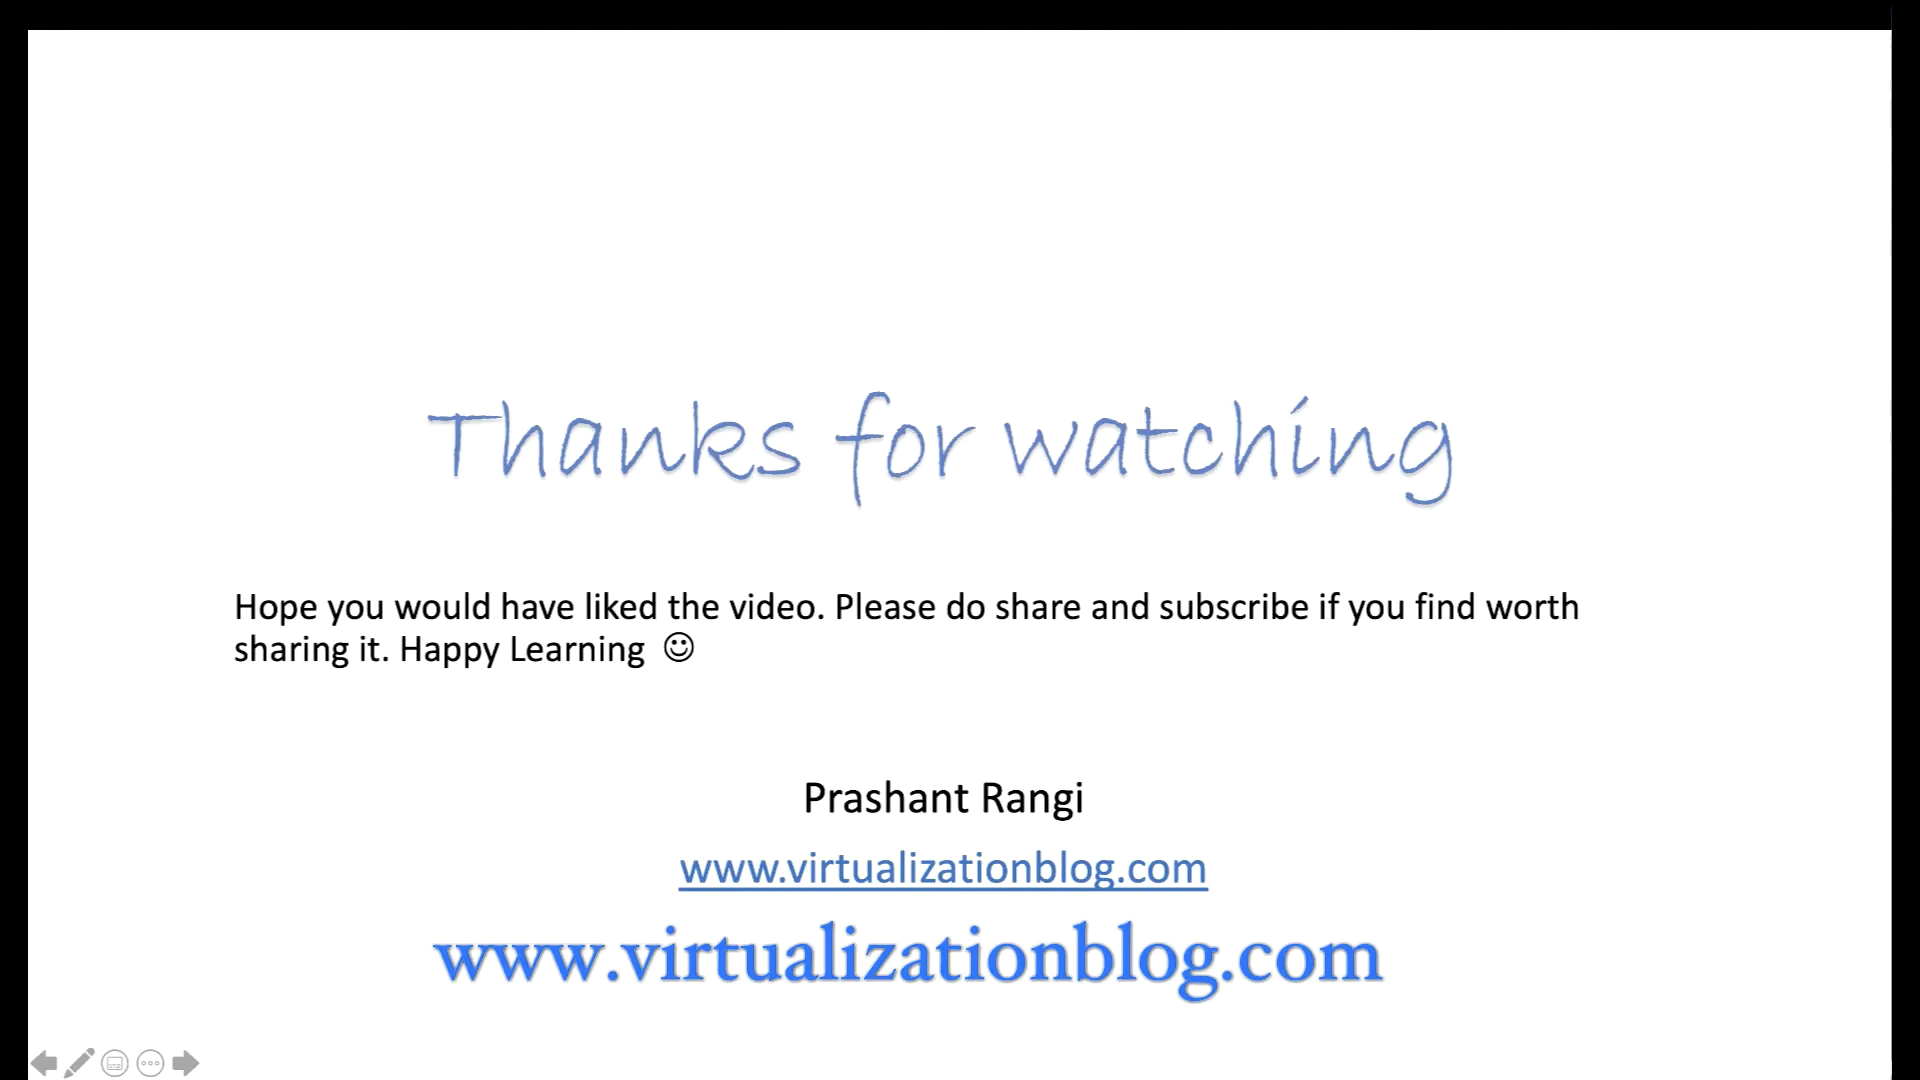 Thanks for watching
Hope you would have liked the video. Please do share and subscribe if you find worth
sharing it. Happy Learning ☺
Prashant Rangi
www.virtualizationblog.com
www.virtualizationblog.com